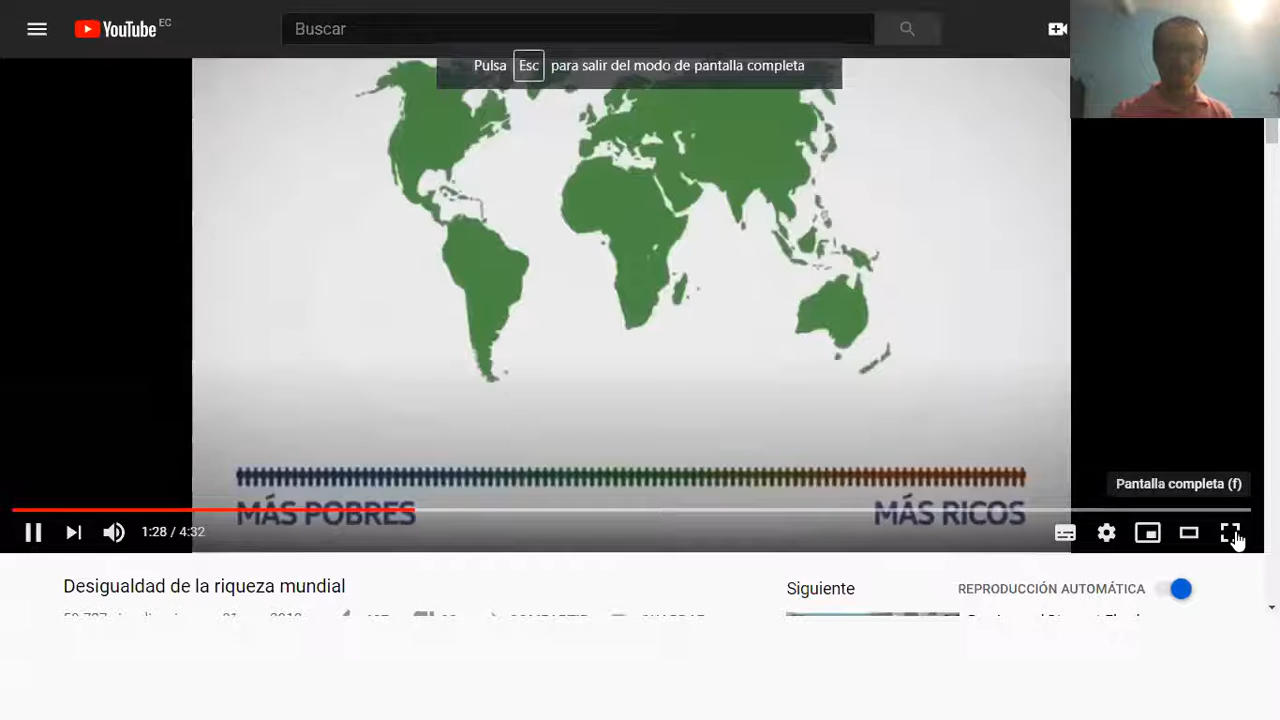 YouTube EC
Buscar
Pulsa Esc para salir del modo de pantalla completa
Pantalla completa (f)
MÁS POBRES
MÁS RICOS
1:28 / 4:32
Desigualdad de la riqueza mundial
Siguiente
REPRODUCCIÓN AUTOMÁTICA